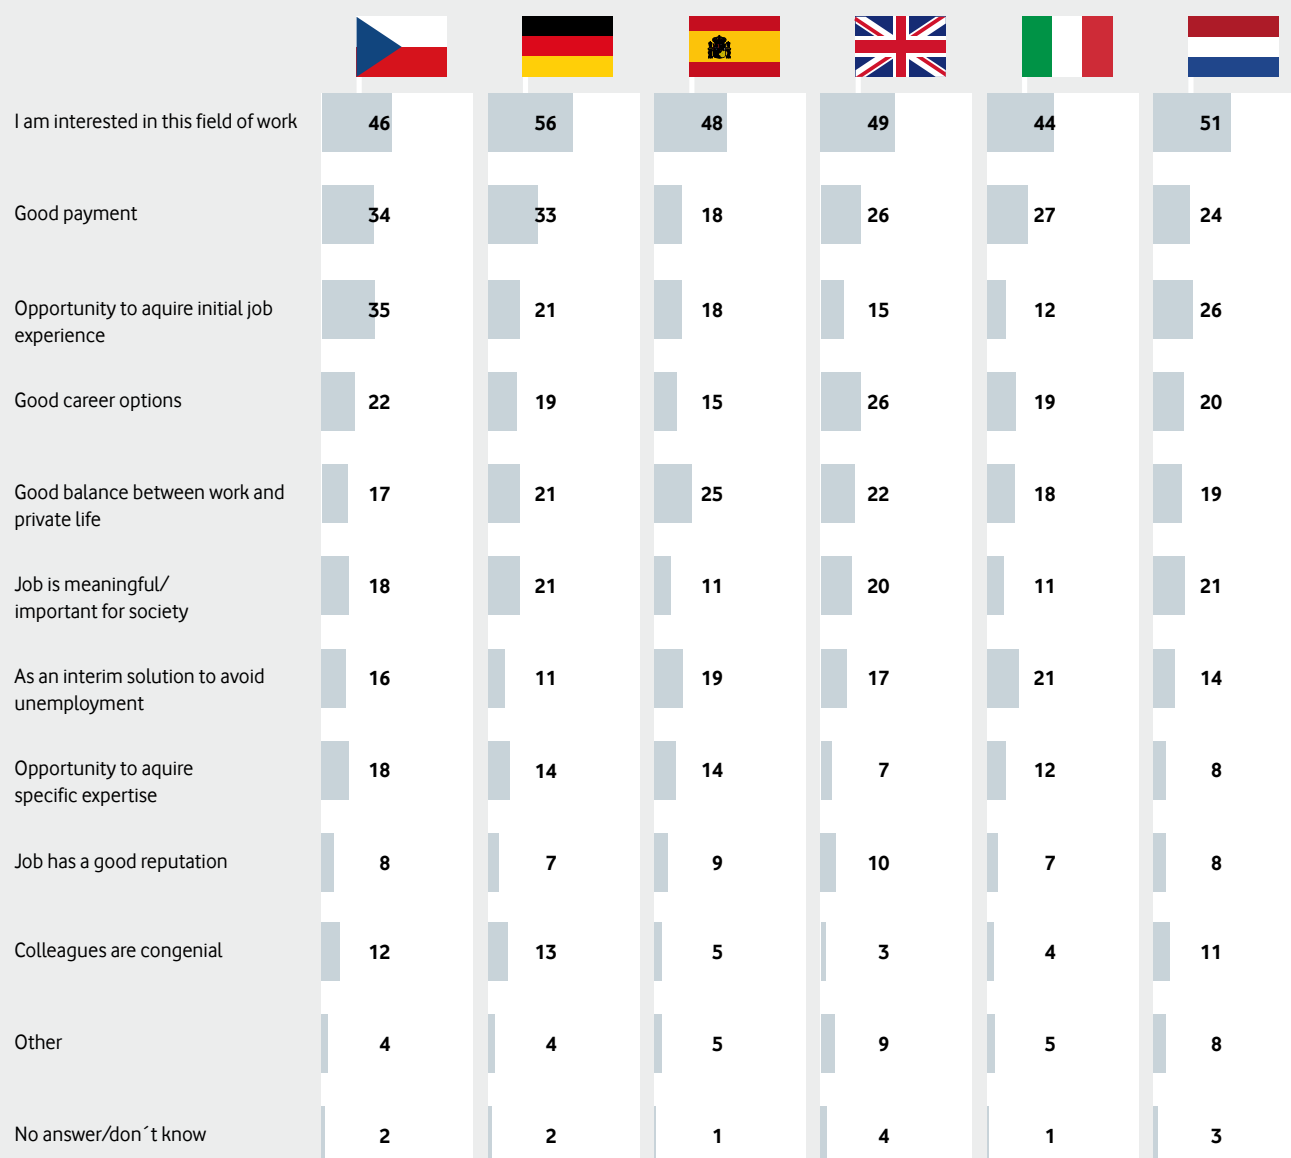 I am interested in this field of work 46 56 48 49 44 51
Good payment 34 33 18 26 27 24
Opportunity to aquire initial job 35 21 18 15 12 26
experience
Good career options 22 19 15 26 19 20
Good balance between work and 17 21 25 22 18 19
private life
Job is meaningful/ 18 21 11 20 11 21
important for society
As an interim solution to avoid 16 11 19 17 21 14
unemployment
Opportunity to aquire 18 14 14 7 12 8
specific expertise
Job has a good reputation 8 7 9 10 7 8
Colleagues are congenial 12 13 5 3 4 11
Other 4 4 5 9 5 8
No answer/don´t know 2 2 1 4 1 3